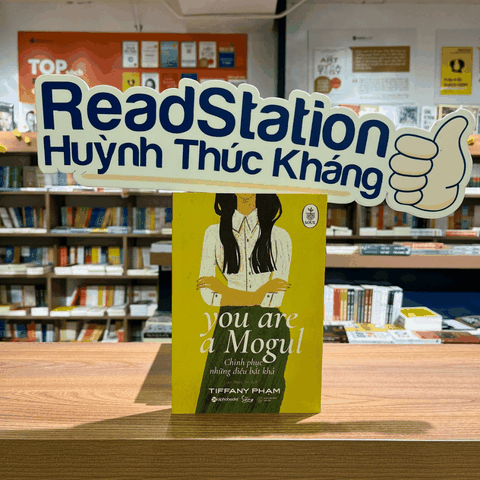 TOP
ReadStation
Huỳnh Thúc Kháng
you are
a Mogul
Chinh phục
những điều bất khả
TIFFANY PHAM